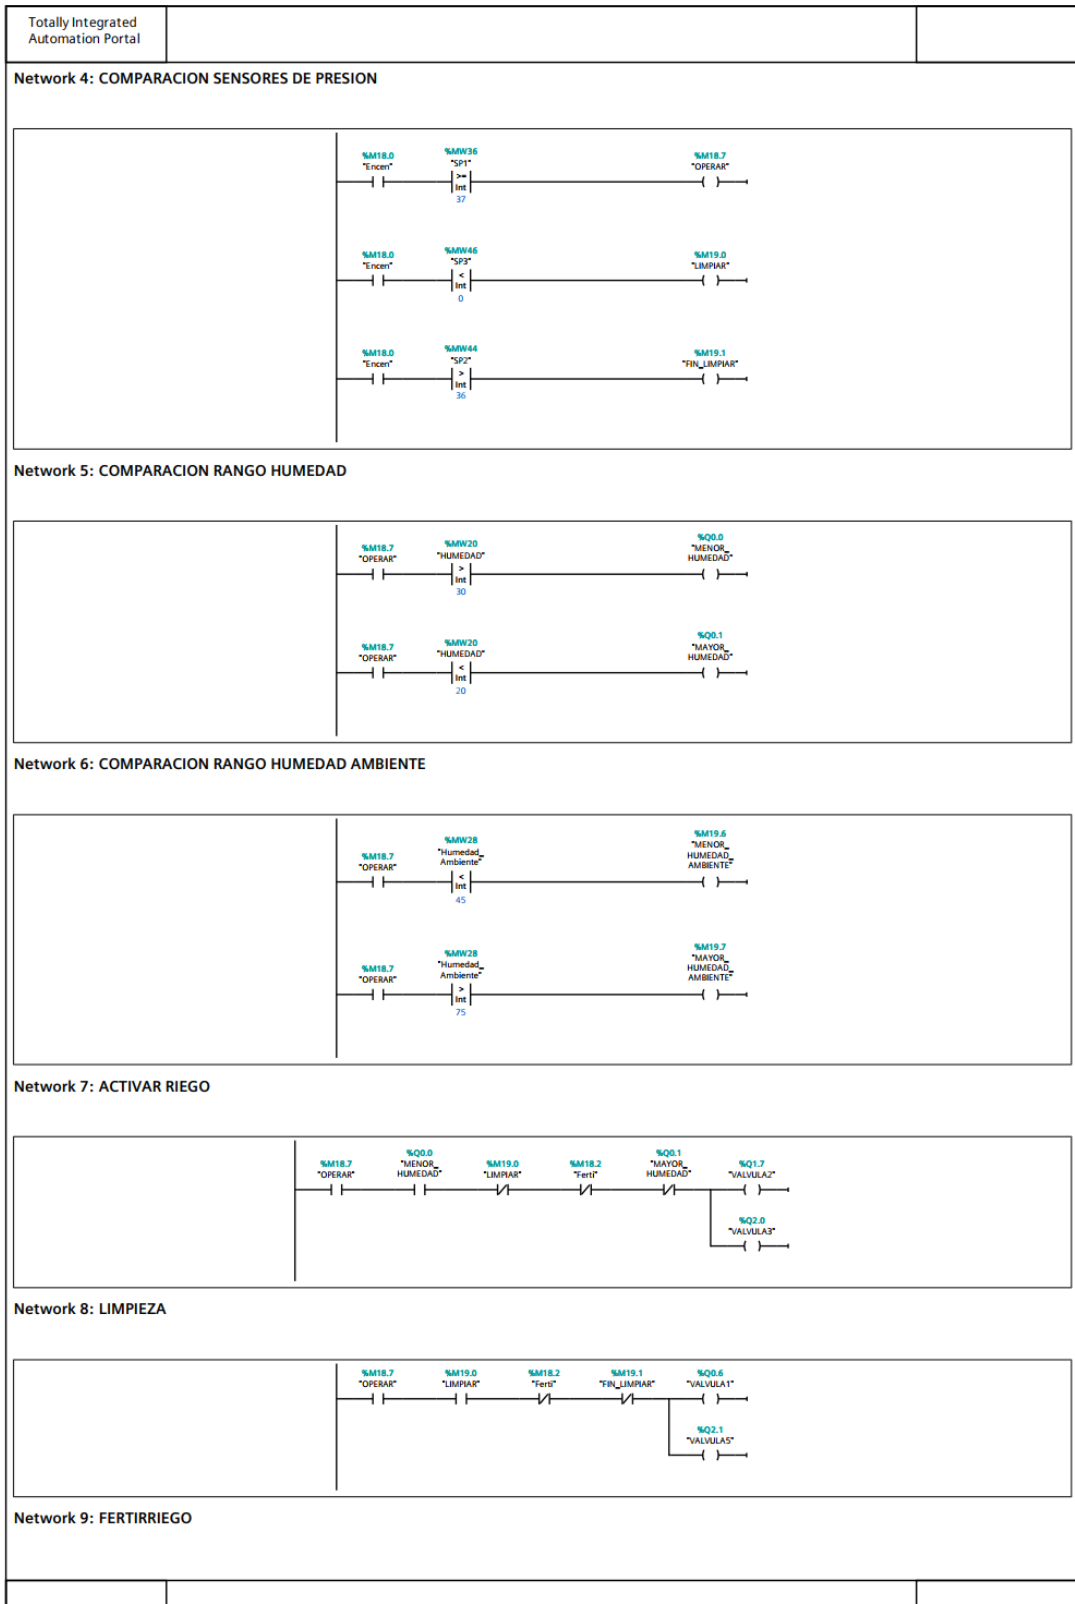 Totally Integrated
Automation Portal
Network 4: COMPARACION SENSORES DE PRESION
%M18.0
"Encen"
%MW36
"SP1"
>=
Int
37
%M18.7
"OPERAR"
%M18.0
"Encen"
%MW46
"SP3"
<
Int
0
%M19.0
"LIMPIAR"
%M18.0
"Encen"
%MW44
"SP2"
>
Int
36
%M19.1
"FIN_LIMPIAR"
Network 5: COMPARACION RANGO HUMEDAD
%M18.7
"OPERAR"
%MW20
"HUMEDAD"
>
Int
30
%Q0.0
"MENOR_
HUMEDAD"
%M18.7
"OPERAR"
%MW20
"HUMEDAD"
<
Int
20
%Q0.1
"MAYOR_
HUMEDAD"
Network 6: COMPARACION RANGO HUMEDAD AMBIENTE
%M18.7
"OPERAR"
%MW28
"Humedad_
Ambiente"
<
Int
45
%M19.6
"MENOR_
HUMEDAD_
AMBIENTE"
%M18.7
"OPERAR"
%MW28
"Humedad_
Ambiente"
>
Int
75
%M19.7
"MAYOR_
HUMEDAD_
AMBIENTE"
Network 7: ACTIVAR RIEGO
%M18.7
"OPERAR"
%Q0.0
"MENOR_
HUMEDAD"
%M19.0
"LIMPIAR"
%M18.2
"Ferti"
%Q0.1
"MAYOR_
HUMEDAD"
%Q1.7
"VALVULA2"
%Q2.0
"VALVULA3"
Network 8: LIMPIEZA
%M18.7
"OPERAR"
%M19.0
"LIMPIAR"
%M18.2
"Ferti"
%M19.1
"FIN_LIMPIAR"
%Q0.6
"VALVULA1"
%Q2.1
"VALVULA5"
Network 9: FERTIRRIEGO